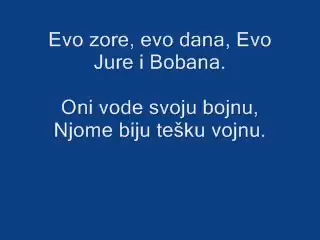 Evo zore, evo dana, Evo
Jure i Bobana.
Oni vode svoju bojnu,
Njome biju tešku vojnu.